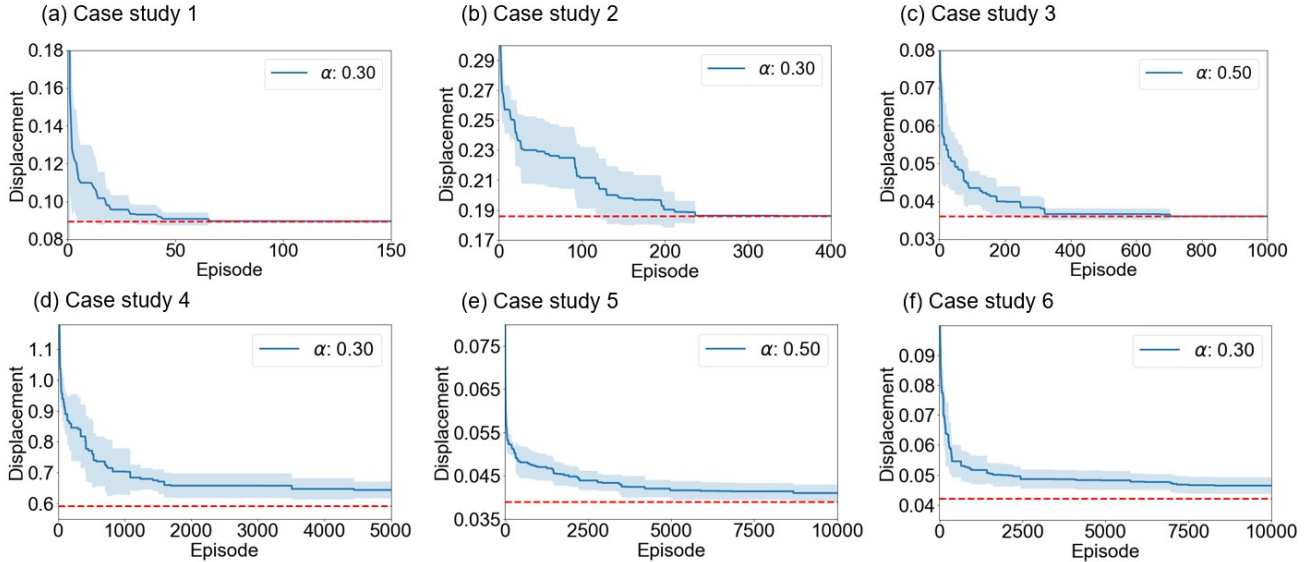 (a) Case study 1
0.18
0.16
0.14
0.12
0.10
0.08
Displacement
α: 0.30
0
50
100
150
Episode
(b) Case study 2
0.29
0.27
0.25
0.23
0.21
0.19
0.17
Displacement
α: 0.30
0
100
200
300
400
Episode
(c) Case study 3
0.08
0.07
0.06
0.05
0.04
0.03
Displacement
α: 0.50
0
200
400
600
800
1000
Episode
(d) Case study 4
1.1
1.0
0.9
0.8
0.7
0.6
Displacement
α: 0.30
0
1000
2000
3000
4000
5000
Episode
(e) Case study 5
0.075
0.065
0.055
0.045
0.035
Displacement
α: 0.50
0
2500
5000
7500
10000
Episode
(f) Case study 6
0.09
0.08
0.07
0.06
0.05
0.04
Displacement
α: 0.30
0
2500
5000
7500
10000
Episode